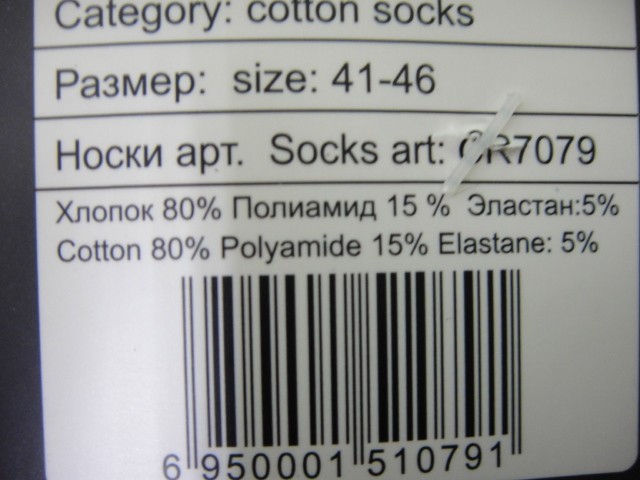 Category: cotton socks
Размер: size: 41-46
Носки арт. Socks art: CR7079
Хлопок 80% Полиамид 15 % Эластан:5%
Cotton 80% Polyamide 15% Elastane: 5%
6 950001 510791